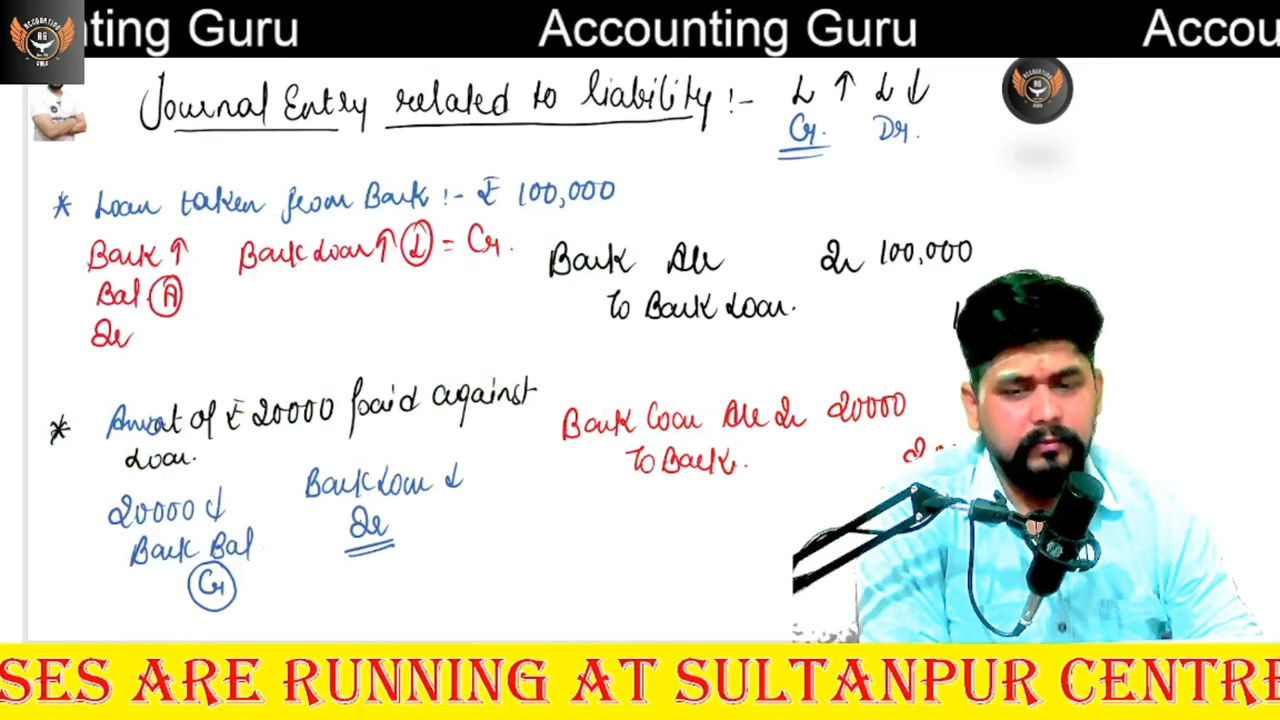 nting Guru
Accounting Guru
Accou
Journal Entry related to liability :- L ↑ L ↓
Cr. Dr.
* Loan taken from Bank :- ₹ 100,000
Bank ↑ Bank Loan ↑ (L) = Cr.
Bal. (A)
Dr
Bank A/c Dr 100,000
To Bank Loan.
* Amout of ₹ 20000 paid against
Loan.
20000 ↓ Bank Loan ↓
Bank Bal Dr
Cr
Bank Loan A/c Dr 20000
To Bank.
SES ARE RUNNING AT SULTANPUR CENTRE